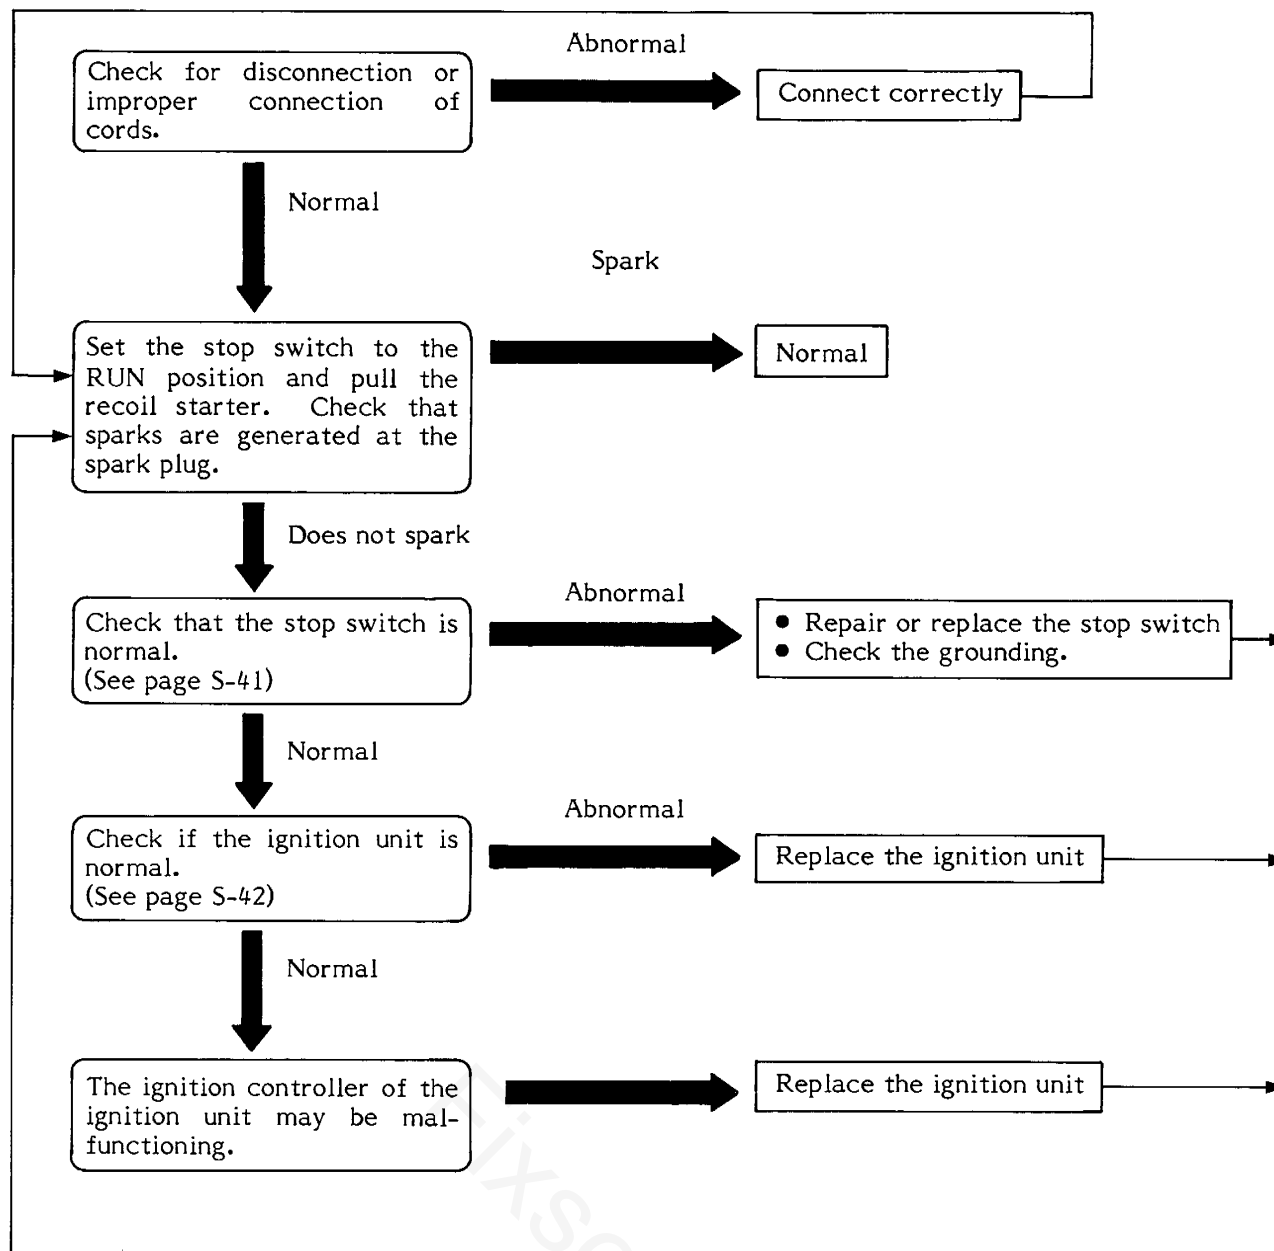 Abnormal
Check for disconnection or
improper connection of
cords.
Connect correctly
Normal
Spark
Set the stop switch to the
RUN position and pull the
recoil starter. Check that
sparks are generated at the
spark plug.
Normal
Does not spark
Abnormal
Check that the stop switch is
normal.
(See page S-41)
● Repair or replace the stop switch
● Check the grounding.
Normal
Abnormal
Check if the ignition unit is
normal.
(See page S-42)
Replace the ignition unit
Normal
The ignition controller of the
ignition unit may be mal-
functioning.
Replace the ignition unit